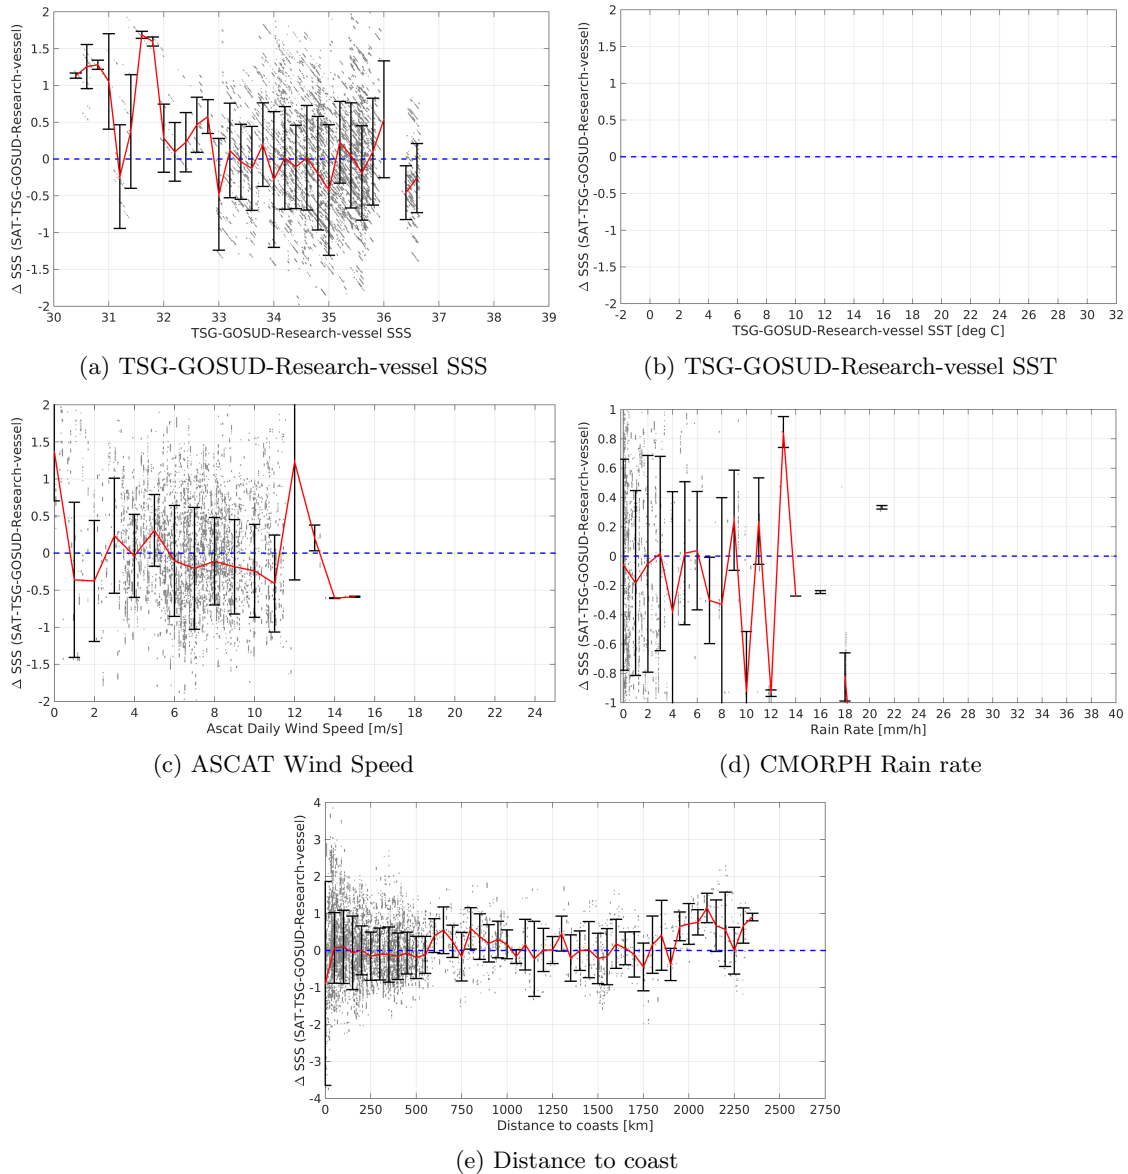 Δ SSS (SAT-TSG-GOSUD-Research-vessel)
2
1.5
1
0.5
0
-0.5
-1
-1.5
-2
30 31 32 33 34 35 36 37 38 39
TSG-GOSUD-Research-vessel SSS
(a) TSG-GOSUD-Research-vessel SSS
Δ SSS (SAT-TSG-GOSUD-Research-vessel)
2
1.5
1
0.5
0
-0.5
-1
-1.5
-2
-2 0 2 4 6 8 10 12 14 16 18 20 22 24 26 28 30 32
TSG-GOSUD-Research-vessel SST [deg C]
(b) TSG-GOSUD-Research-vessel SST
Δ SSS (SAT-TSG-GOSUD-Research-vessel)
2
1.5
1
0.5
0
-0.5
-1
-1.5
-2
0 2 4 6 8 10 12 14 16 18 20 22 24
Ascat Daily Wind Speed [m/s]
(c) ASCAT Wind Speed
Δ SSS (SAT-TSG-GOSUD-Research-vessel)
1
0.8
0.6
0.4
0.2
0
-0.2
-0.4
-0.6
-0.8
-1
0 2 4 6 8 10 12 14 16 18 20 22 24 26 28 30 32 34 36 38 40
Rain Rate [mm/h]
(d) CMORPH Rain rate
Δ SSS (SAT-TSG-GOSUD-Research-vessel)
4
3
2
1
0
-1
-2
-3
-4
0 250 500 750 1000 1250 1500 1750 2000 2250 2500 2750
Distance to coasts [km]
(e) Distance to coast